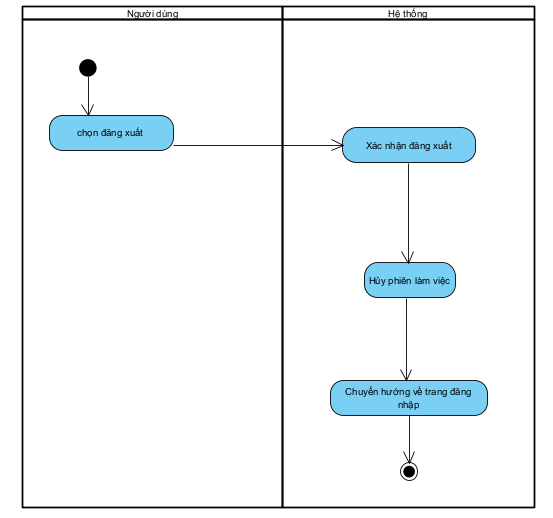 Người dùng
Hệ thống
chọn đăng xuất
Xác nhận đăng xuất
Hủy phiên làm việc
Chuyển hướng về trang đăng
nhập